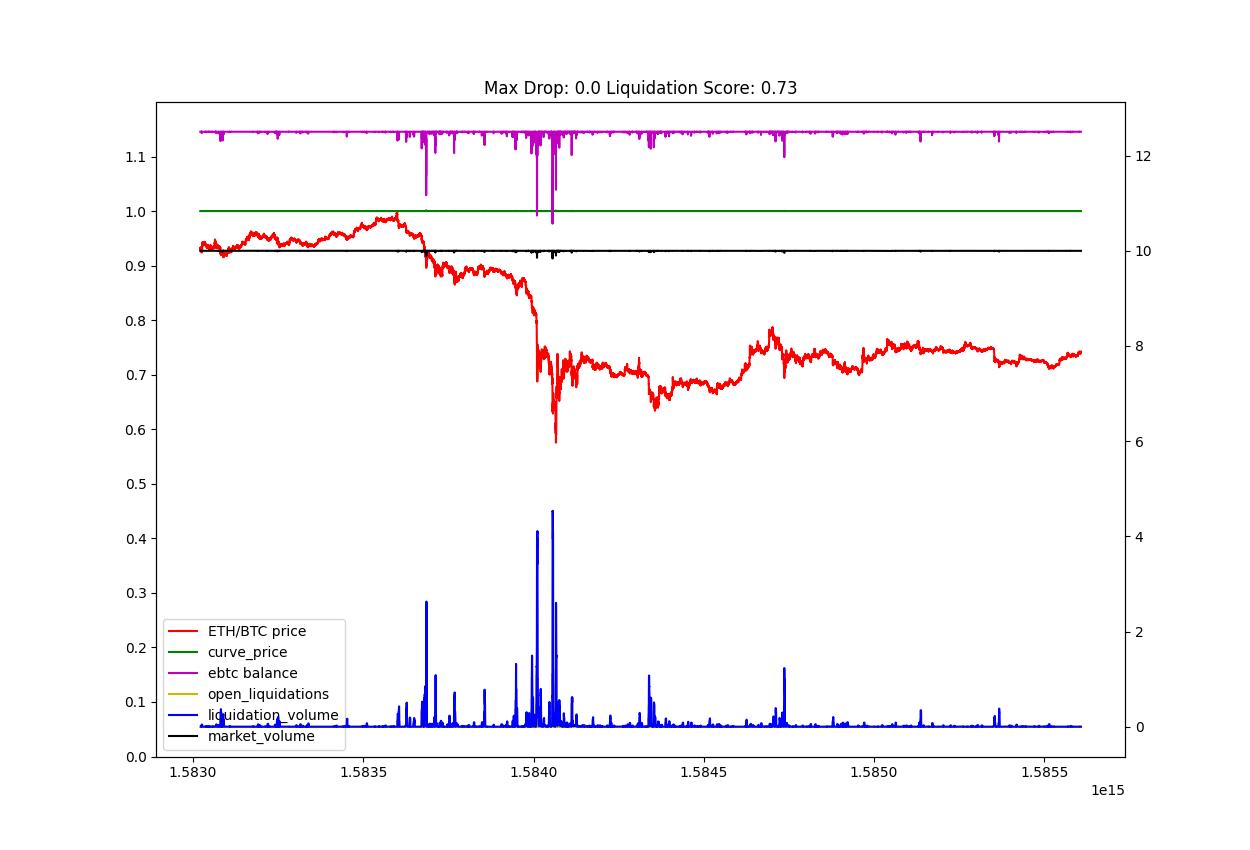 Max Drop: 0.0 Liquidation Score: 0.73
1.1
1.0
0.9
0.8
0.7
0.6
0.5
0.4
0.3
0.2
0.1
0.0
12
10
8
6
4
2
0
ETH/BTC price
curve_price
ebtc balance
open_liquidations
liquidation_volume
market_volume
1.5830 1.5835 1.5840 1.5845 1.5850 1.5855
1e15